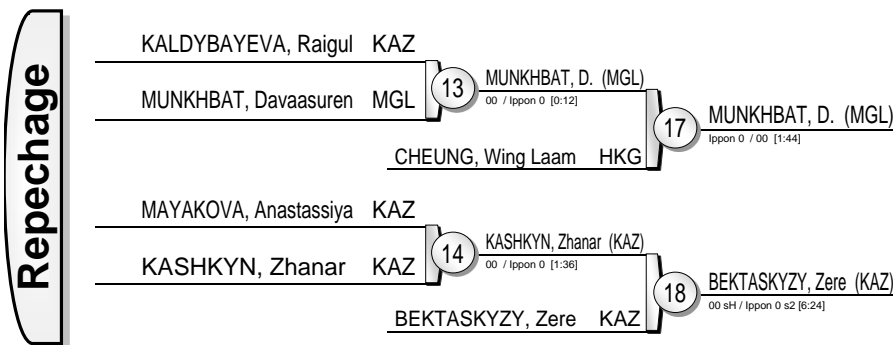 Repechage
KALDYBAYEVA, Raigul KAZ
MUNKHBAT, Davaasuren MGL
13
MUNKHBAT, D. (MGL)
00 / Ippon 0 [0:12]
CHEUNG, Wing Laam HKG
17
MUNKHBAT, D. (MGL)
Ippon 0 / 00 [1:44]
MAYAKOVA, Anastassiya KAZ
KASHKYN, Zhanar KAZ
14
KASHKYN, Zhanar (KAZ)
00 / Ippon 0 [1:36]
BEKTASKYZY, Zere KAZ
18
BEKTASKYZY, Zere (KAZ)
00 sH / Ippon 0 s2 [6:24]